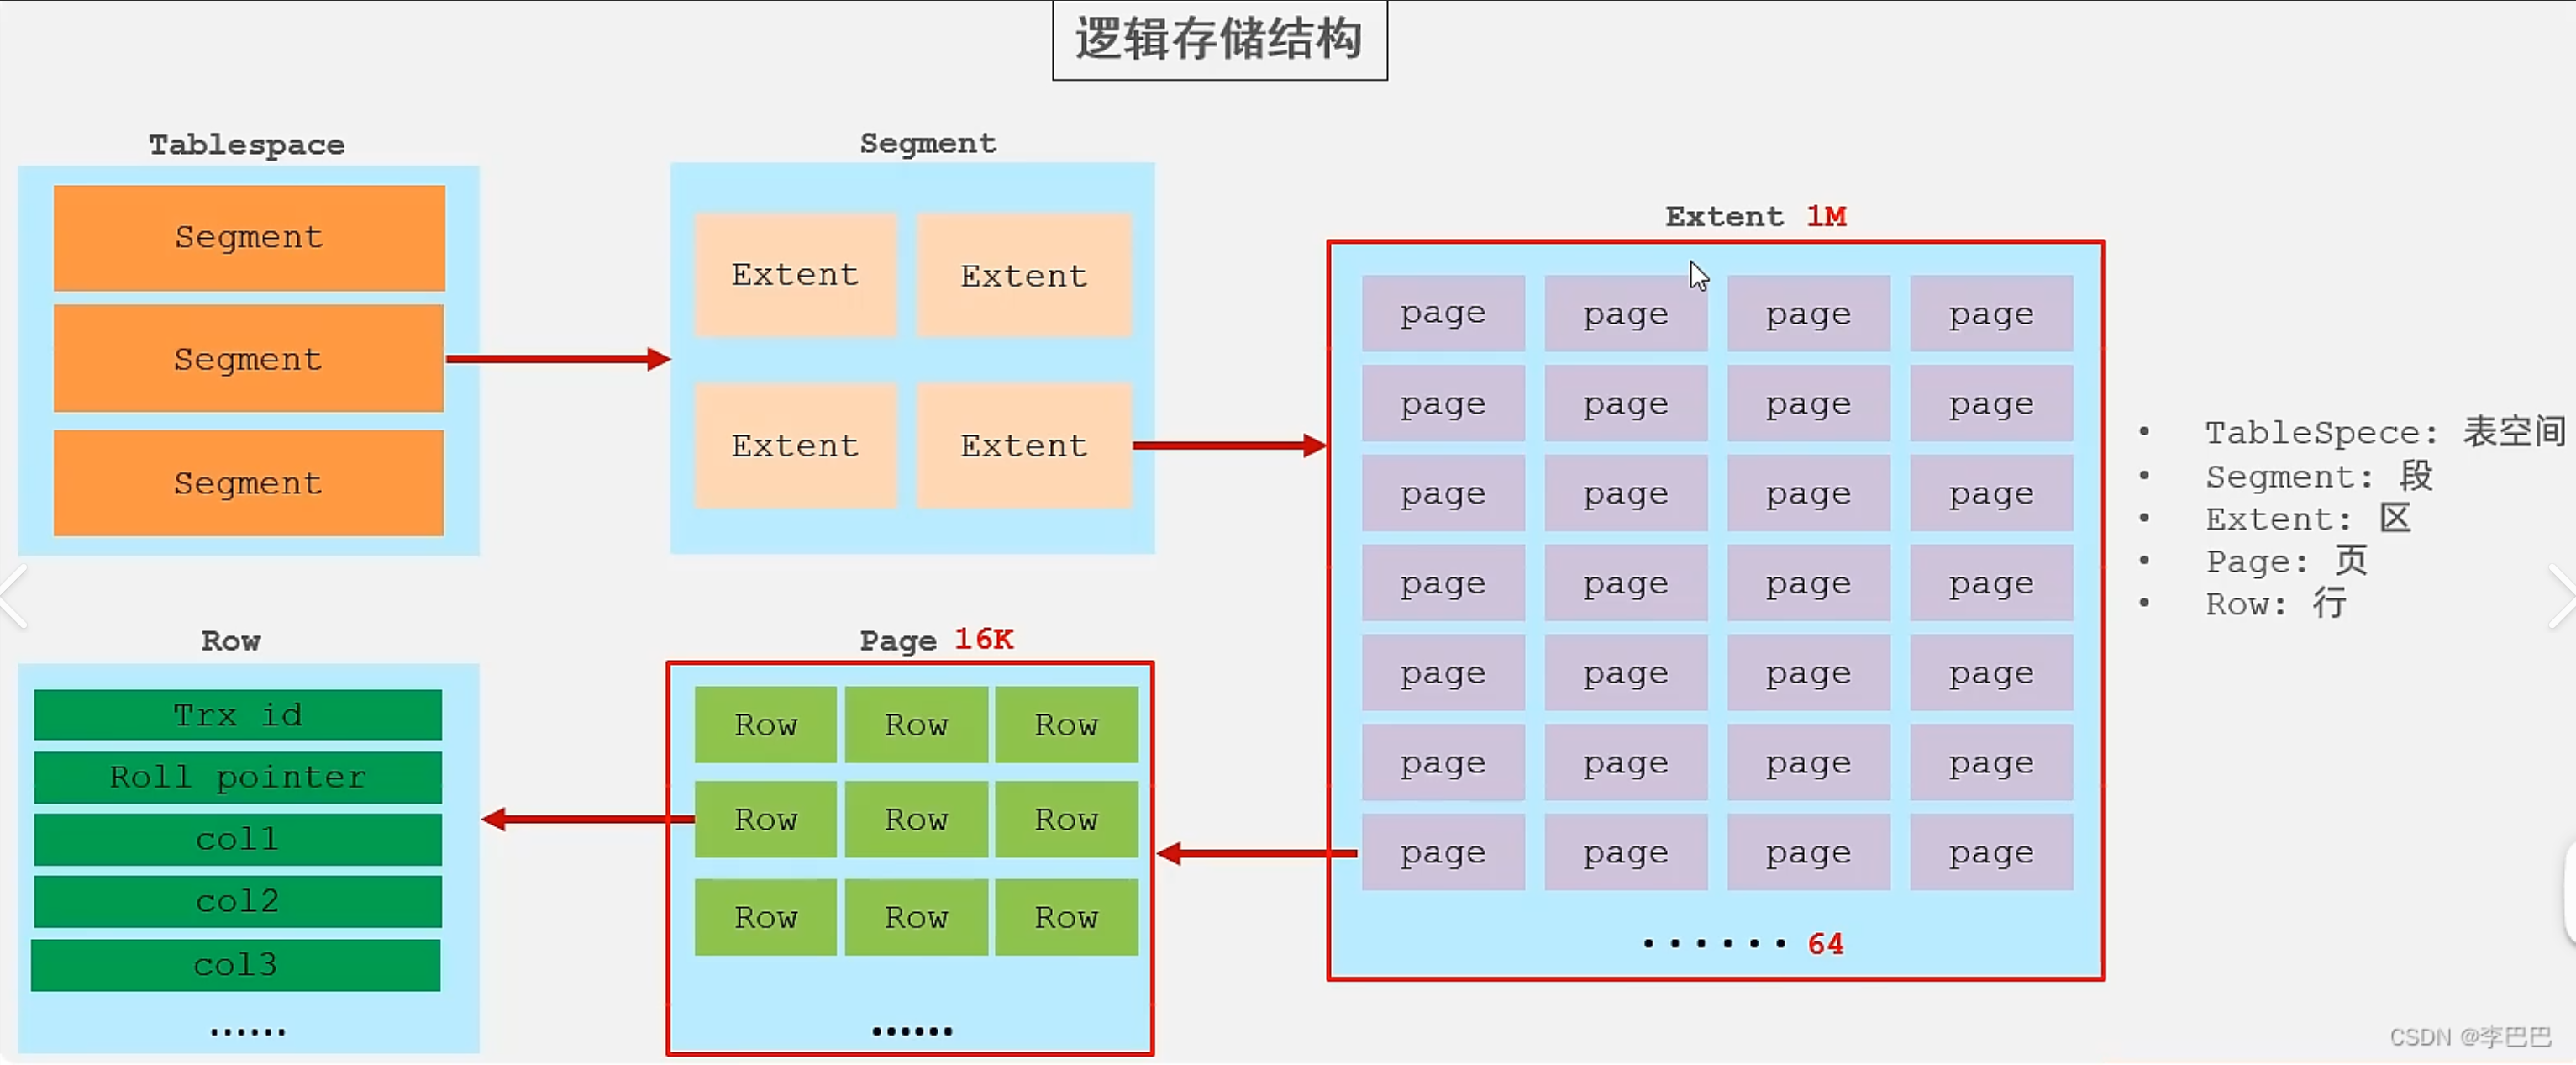 逻辑存储结构
Tablespace
Segment
Segment
Segment
Segment
Extent Extent
Extent Extent
Extent 1M
page page page page
page page page page
page page page page
page page page page
page page page page
page page page page
page page page page
······ 64
• TableSpece: 表空间
• Segment: 段
• Extent: 区
• Page: 页
• Row: 行
Row
Trx id
Roll pointer
col1
col2
col3
······
Page 16K
Row Row Row
Row Row Row
Row Row Row
······
CSDN @李巴巴